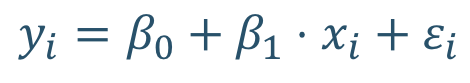 yᵢ = β₀ + β₁ · xᵢ + εᵢ